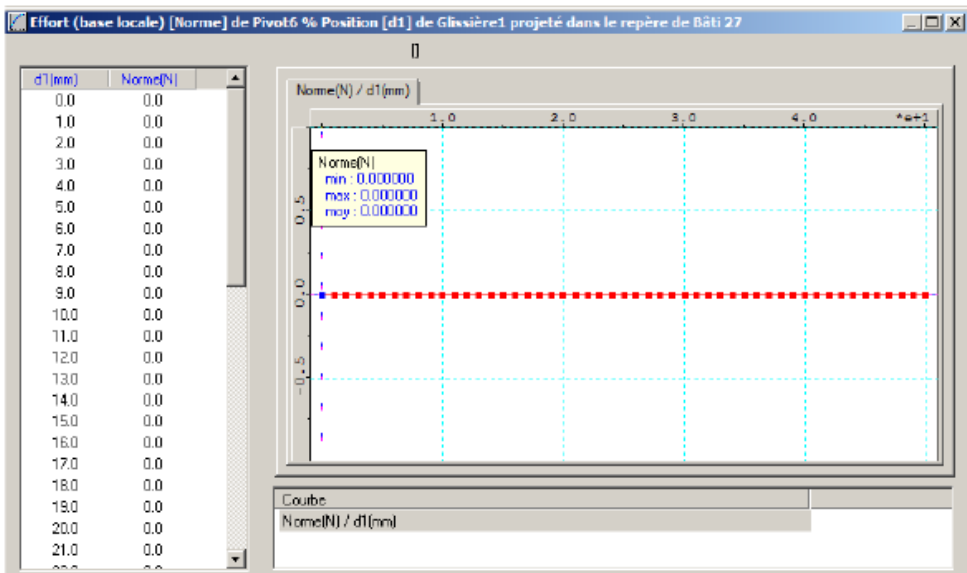 Effort (base locale) [Norme] de Pivot6 % Position [d1] de Glissière1 projeté dans le repère de Bâti 27
[]
d1(mm) Norme(N)
0.0 0.0
1.0 0.0
2.0 0.0
3.0 0.0
4.0 0.0
5.0 0.0
6.0 0.0
7.0 0.0
8.0 0.0
9.0 0.0
10.0 0.0
11.0 0.0
12.0 0.0
13.0 0.0
14.0 0.0
15.0 0.0
16.0 0.0
17.0 0.0
18.0 0.0
19.0 0.0
20.0 0.0
21.0 0.0
Norme(N) / d1(mm)
1.0 2.0 3.0 4.0 *e+1
Norme(N)
min : 0.000000
max : 0.000000
moy : 0.000000
0.5
0.0
-0.5
Courbe
Norme(N) / d1(mm)